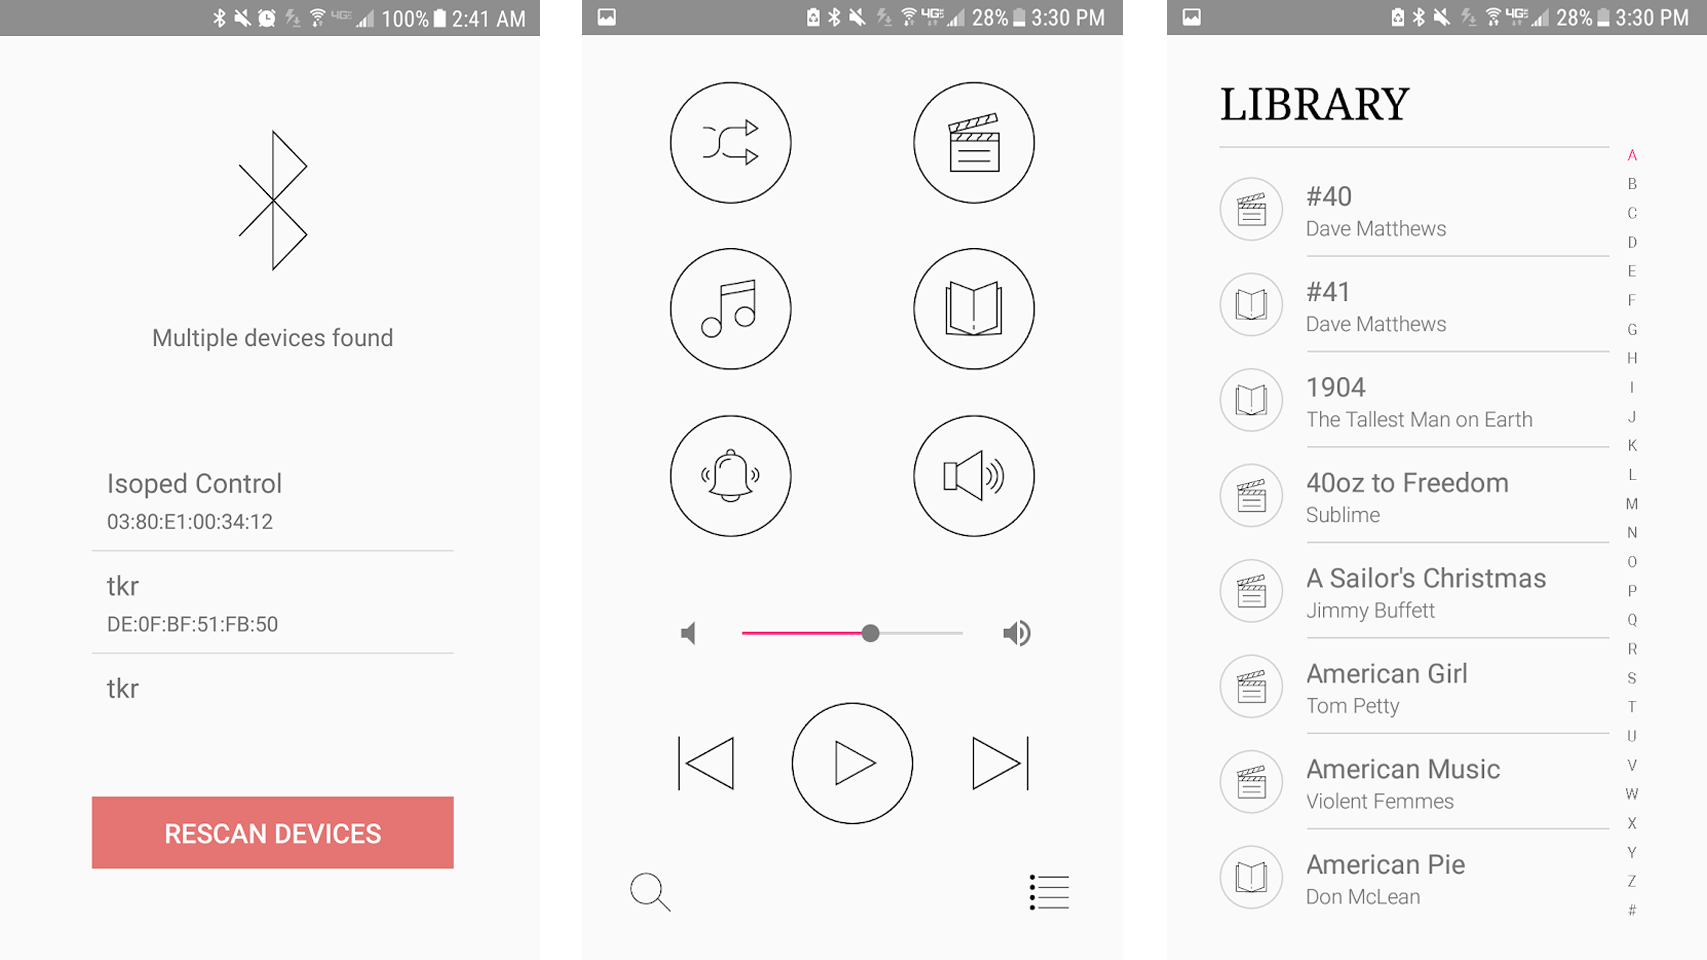 4GE 100% 2:41 AM
Multiple devices found
Isoped Control
03:80:E1:00:34:12
tkr
DE:0F:BF:51:FB:50
tkr
RESCAN DEVICES
4GE 28% 3:30 PM
4GE 28% 3:30 PM
LIBRARY
#40
Dave Matthews
#41
Dave Matthews
1904
The Tallest Man on Earth
40oz to Freedom
Sublime
A Sailor's Christmas
Jimmy Buffett
American Girl
Tom Petty
American Music
Violent Femmes
American Pie
Don McLean
A
B
C
D
E
F
G
H
I
J
K
L
M
N
O
P
Q
R
S
T
U
V
W
X
Y
Z
#